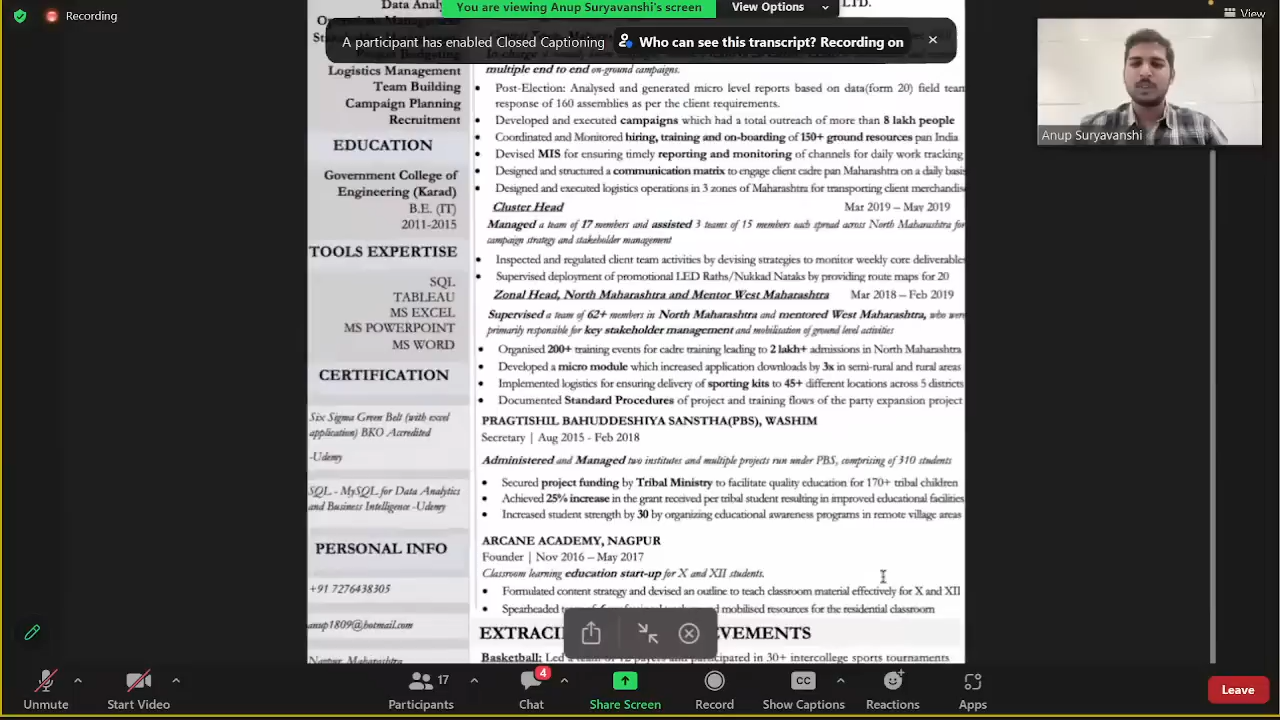 Recording
You are viewing Anup Suryavanshi's screen
View Options
LTD.
View
A participant has enabled Closed Captioning
Who can see this transcript? Recording on
Anup Suryavanshi
Data Analy
Logistics Management
Team Building
Campaign Planning
Recruitment
EDUCATION
Government College of
Engineering (Karad)
B.E. (IT)
2011-2015
TOOLS EXPERTISE
SQL
TABLEAU
MS EXCEL
MS POWERPOINT
MS WORD
CERTIFICATION
Six Sigma Green Belt (with excel
application) BKO Accredited
-Udemy
SQL - MySQL for Data Analytics
and Business Intelligence -Udemy
PERSONAL INFO
+91 7276438305
anup1809@hotmail.com
Nagpur, Maharashtra
multiple end to end on-ground campaigns.
• Post-Election: Analysed and generated micro level reports based on data(form 20) field team
response of 160 assemblies as per the client requirements.
• Developed and executed campaigns which had a total outreach of more than 8 lakh people
• Coordinated and Monitored hiring, training and on-boarding of 150+ ground resources pan India
• Devised MIS for ensuring timely reporting and monitoring of channels for daily work tracking
• Designed and structured a communication matrix to engage client cadre pan Maharashtra on a daily basis
• Designed and executed logistics operations in 3 zones of Maharashtra for transporting client merchandise
Cluster Head Mar 2019 – May 2019
Managed a team of 17 members and assisted 3 teams of 15 members each spread across North Maharashtra for
campaign strategy and stakeholder management
• Inspected and regulated client team activities by devising strategies to monitor weekly core deliverables
• Supervised deployment of promotional LED Raths/Nukkad Nataks by providing route maps for 20
Zonal Head, North Maharashtra and Mentor West Maharashtra Mar 2018 – Feb 2019
Supervised a team of 62+ members in North Maharashtra and mentored West Maharashtra, who were
primarily responsible for key stakeholder management and mobilisation of ground level activities
• Organised 200+ training events for cadre training leading to 2 lakh+ admissions in North Maharashtra
• Developed a micro module which increased application downloads by 3x in semi-rural and rural areas
• Implemented logistics for ensuring delivery of sporting kits to 45+ different locations across 5 districts
• Documented Standard Procedures of project and training flows of the party expansion project
PRAGTISHIL BAHUDDESHIYA SANSTHA(PBS), WASHIM
Secretary | Aug 2015 - Feb 2018
Administered and Managed two institutes and multiple projects run under PBS, comprising of 310 students
• Secured project funding by Tribal Ministry to facilitate quality education for 170+ tribal children
• Achieved 25% increase in the grant received per tribal student resulting in improved educational facilities
• Increased student strength by 30 by organizing educational awareness programs in remote village areas
ARCANE ACADEMY, NAGPUR
Founder | Nov 2016 – May 2017
Classroom learning education start-up for X and XII students.
• Formulated content strategy and devised an outline to teach classroom material effectively for X and XII
• Spearheaded mobilised resources for the residential classroom
EXTRACI EVEMENTS
Basketball: Led a participated in 30+ intercollege sports tournaments
Unmute
Start Video
17
Participants
4
Chat
Share Screen
Record
CC
Show Captions
Reactions
Apps
Leave